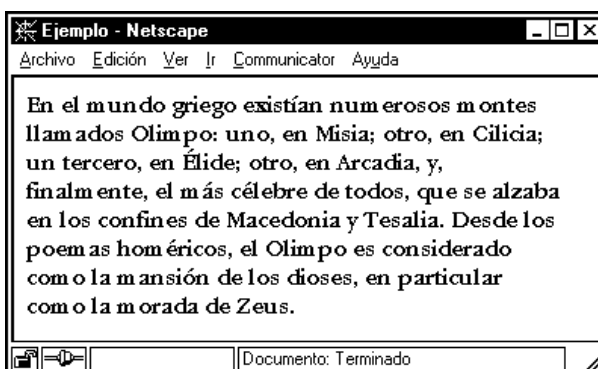 Ejemplo - Netscape
Archivo Edición Ver Ir Communicator Ayuda
En el mundo griego existían numerosos montes
llamados Olimpo: uno, en Misia; otro, en Cilicia;
un tercero, en Élide; otro, en Arcadia, y,
finalmente, el más célebre de todos, que se alzaba
en los confines de Macedonia y Tesalia. Desde los
poemas homéricos, el Olimpo es considerado
como la mansión de los dioses, en particular
como la morada de Zeus.
Documento: Terminado